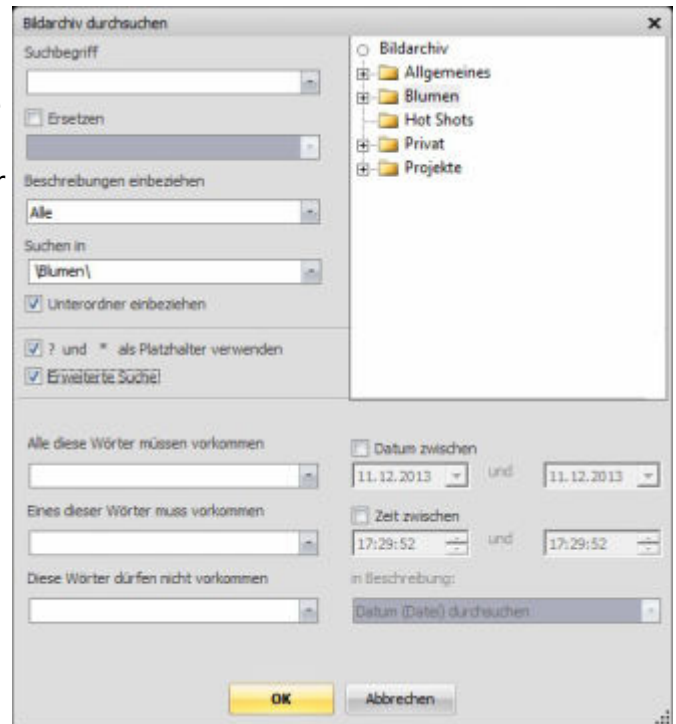 Bildarchiv durchsuchen
Suchbegriff
Ersetzen
Beschreibungen einbeziehen
Alle
Suchen in
\Blumen\
Unterordner einbeziehen
? und * als Platzhalter verwenden
Erweiterte Suche!
Bildarchiv
Allgemeines
Blumen
Hot Shots
Privat
Projekte
Alle diese Wörter müssen vorkommen
Eines dieser Wörter muss vorkommen
Diese Wörter dürfen nicht vorkommen
Datum zwischen
11.12.2013 und 11.12.2013
Zeit zwischen
17:29:52 und 17:29:52
in Beschreibung:
Datum (Datei) durchsuchen
OK Abbrechen